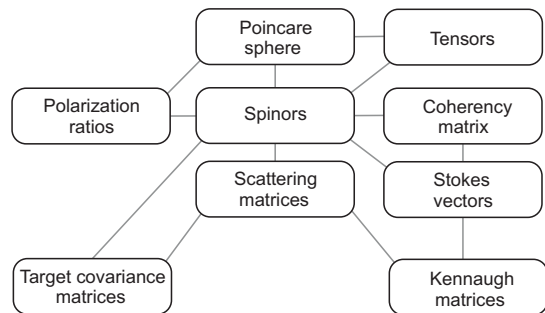 Poincare
sphere
Tensors
Polarization
ratios
Spinors
Coherency
matrix
Scattering
matrices
Stokes
vectors
Target covariance
matrices
Kennaugh
matrices